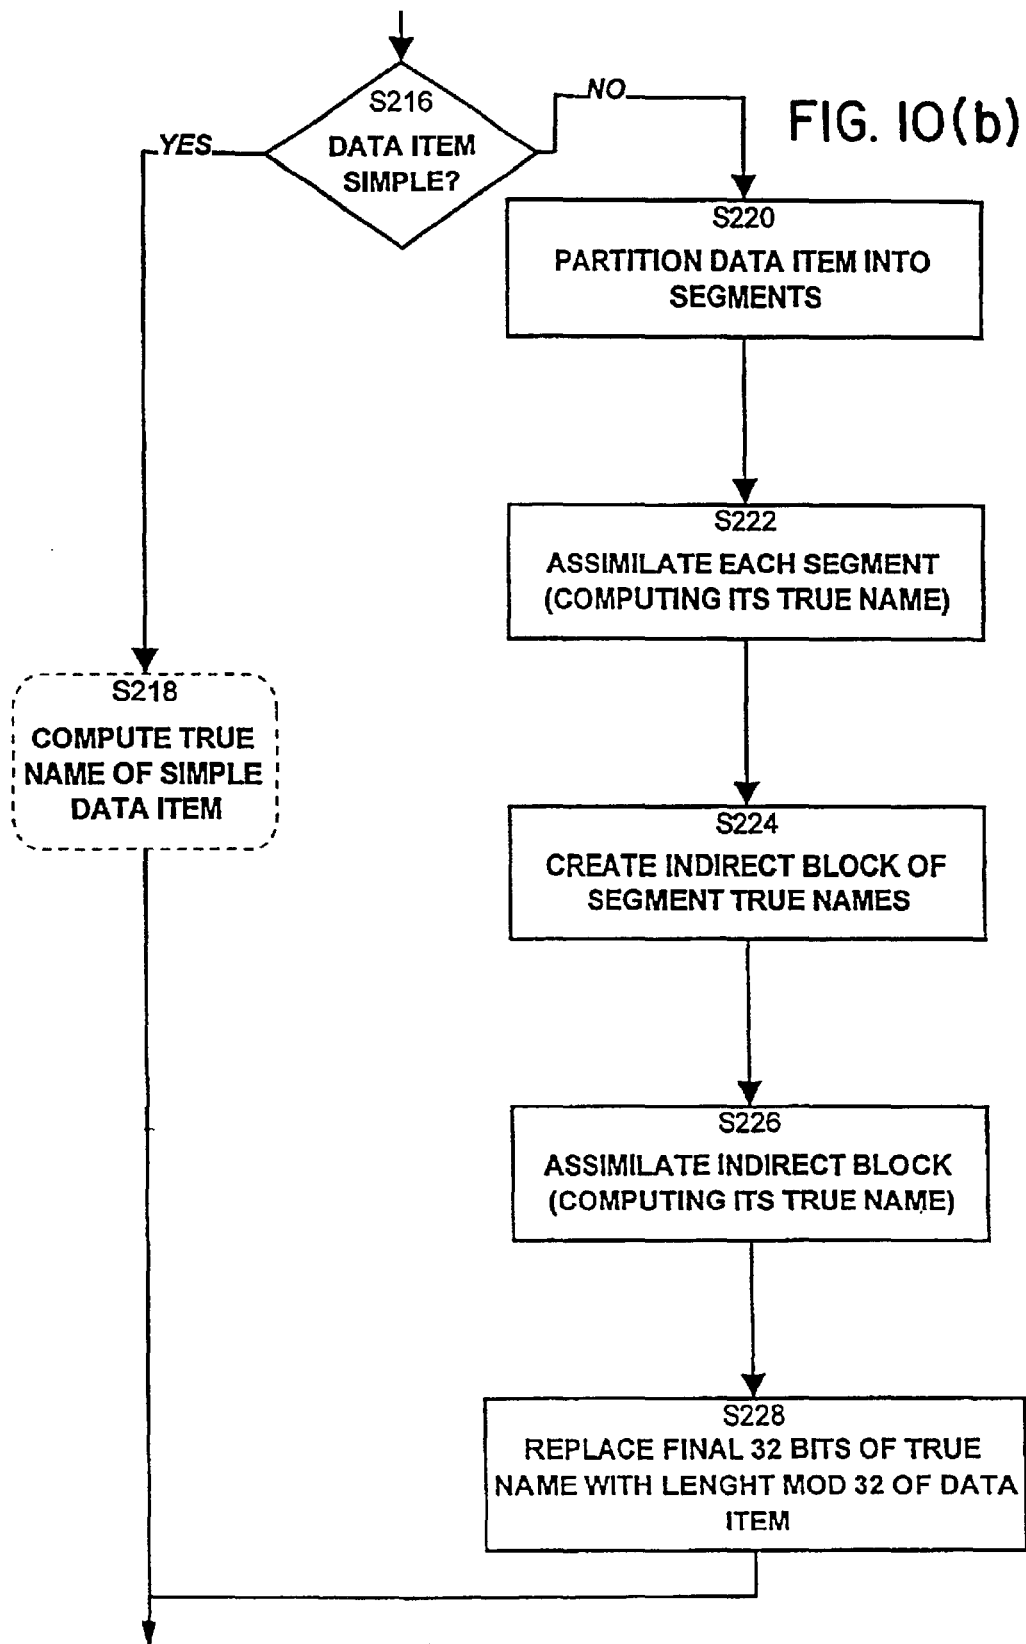 FIG. 10(b)
S216
DATA ITEM
SIMPLE?
YES
NO
S220
PARTITION DATA ITEM INTO
SEGMENTS
S222
ASSIMILATE EACH SEGMENT
(COMPUTING ITS TRUE NAME)
S218
COMPUTE TRUE
NAME OF SIMPLE
DATA ITEM
S224
CREATE INDIRECT BLOCK OF
SEGMENT TRUE NAMES
S226
ASSIMILATE INDIRECT BLOCK
(COMPUTING ITS TRUE NAME)
S228
REPLACE FINAL 32 BITS OF TRUE
NAME WITH LENGHT MOD 32 OF DATA
ITEM